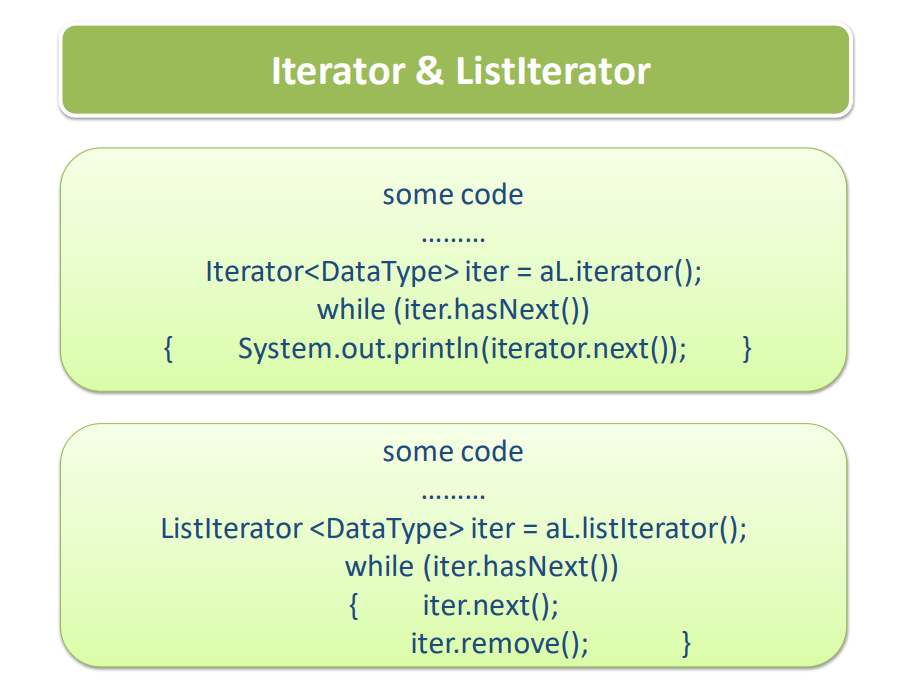 Iterator & ListIterator
some code
.........
Iterator<DataType> iter = aL.iterator();
while (iter.hasNext())
{ System.out.println(iterator.next()); }
some code
.........
ListIterator <DataType> iter = aL.listIterator();
while (iter.hasNext())
{ iter.next();
iter.remove(); }